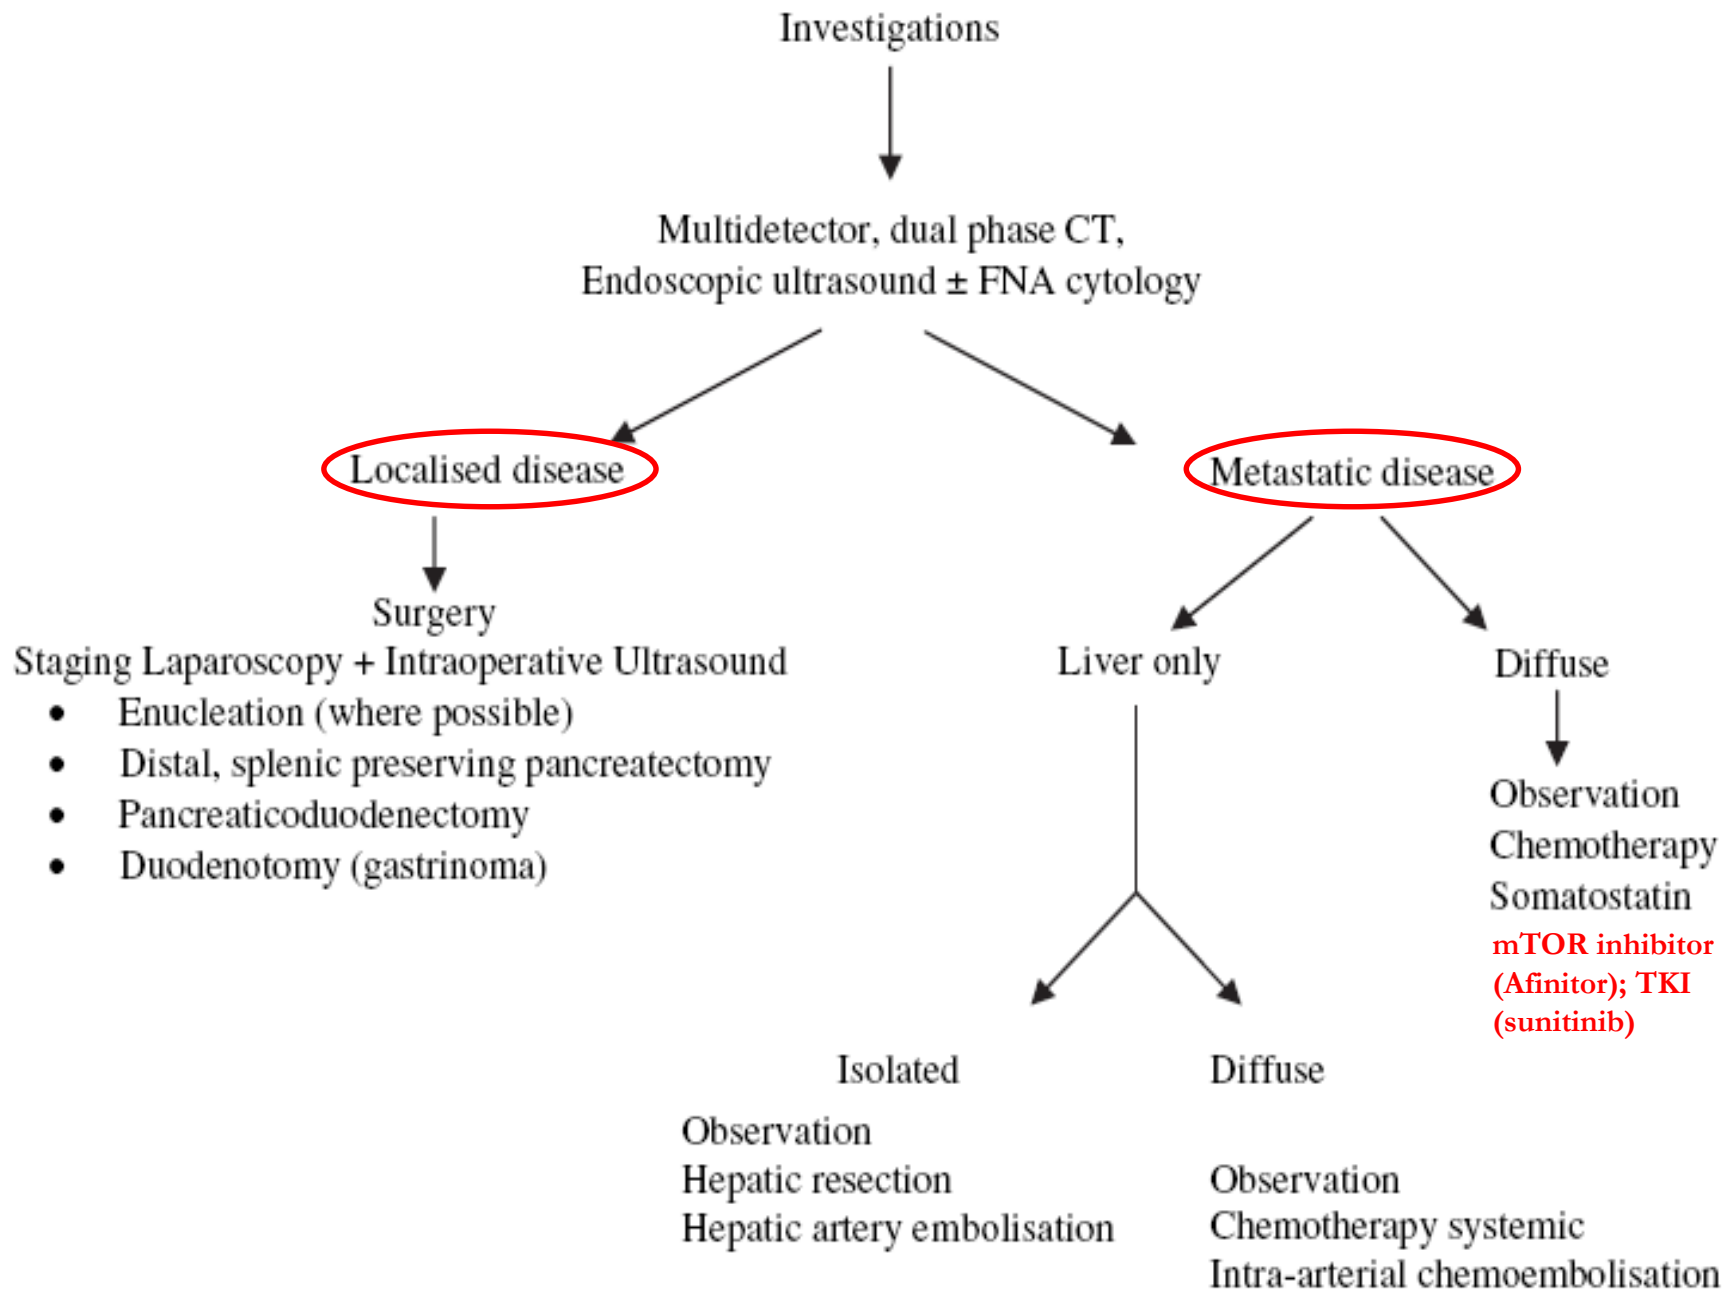 Investigations
Multidetector, dual phase CT,
Endoscopic ultrasound ± FNA cytology
Localised disease
Metastatic disease
Surgery
Staging Laparoscopy + Intraoperative Ultrasound
• Enucleation (where possible)
• Distal, splenic preserving pancreatectomy
• Pancreaticoduodenectomy
• Duodenotomy (gastrinoma)
Liver only
Diffuse
Observation
Chemotherapy
Somatostatin
mTOR inhibitor
(Afinitor); TKI
(sunitinib)
Isolated
Observation
Hepatic resection
Hepatic artery embolisation
Diffuse
Observation
Chemotherapy systemic
Intra-arterial chemoembolisation